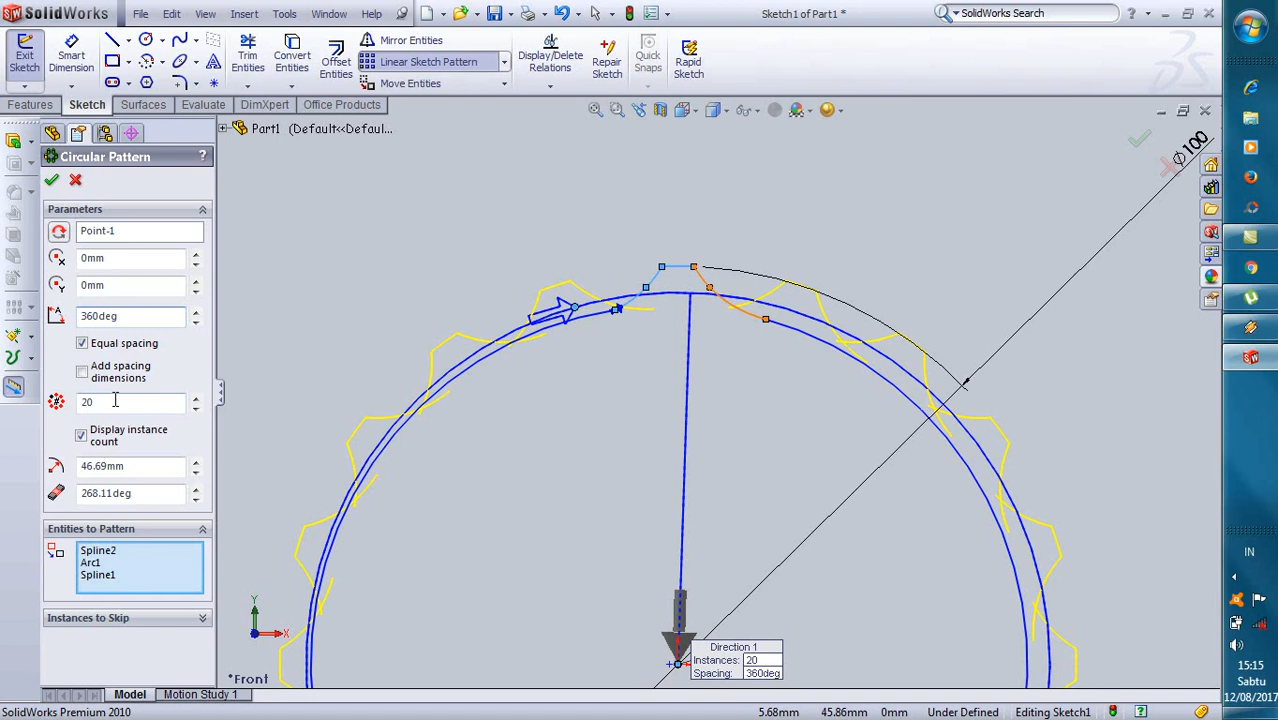 SW SolidWorks File Edit View Insert Tools Window Help Sketch1 of Part1 * SolidWorks Search ?
Exit Sketch
Smart Dimension
Trim Entities
Convert Entities
Offset Entities
Mirror Entities
Linear Sketch Pattern
Move Entities
Display/Delete Relations
Repair Sketch
Quick Snaps
Rapid Sketch
Features Sketch Surfaces Evaluate DimXpert Office Products
Part1 (Default<<Defaul...
Circular Pattern ?
Parameters
Point-1
0mm
0mm
360deg
Equal spacing
Add spacing
dimensions
20
Display instance
count
46.69mm
268.11deg
Entities to Pattern
Spline2
Arc1
Spline1
Instances to Skip
Ø100
Y
X
*Front
Direction 1
Instances: 20
Spacing: 360deg
Model Motion Study 1
SolidWorks Premium 2010 5.68mm 45.86mm 0mm Under Defined Editing Sketch1 ?
IN
15:15
Sabtu
12/08/2017